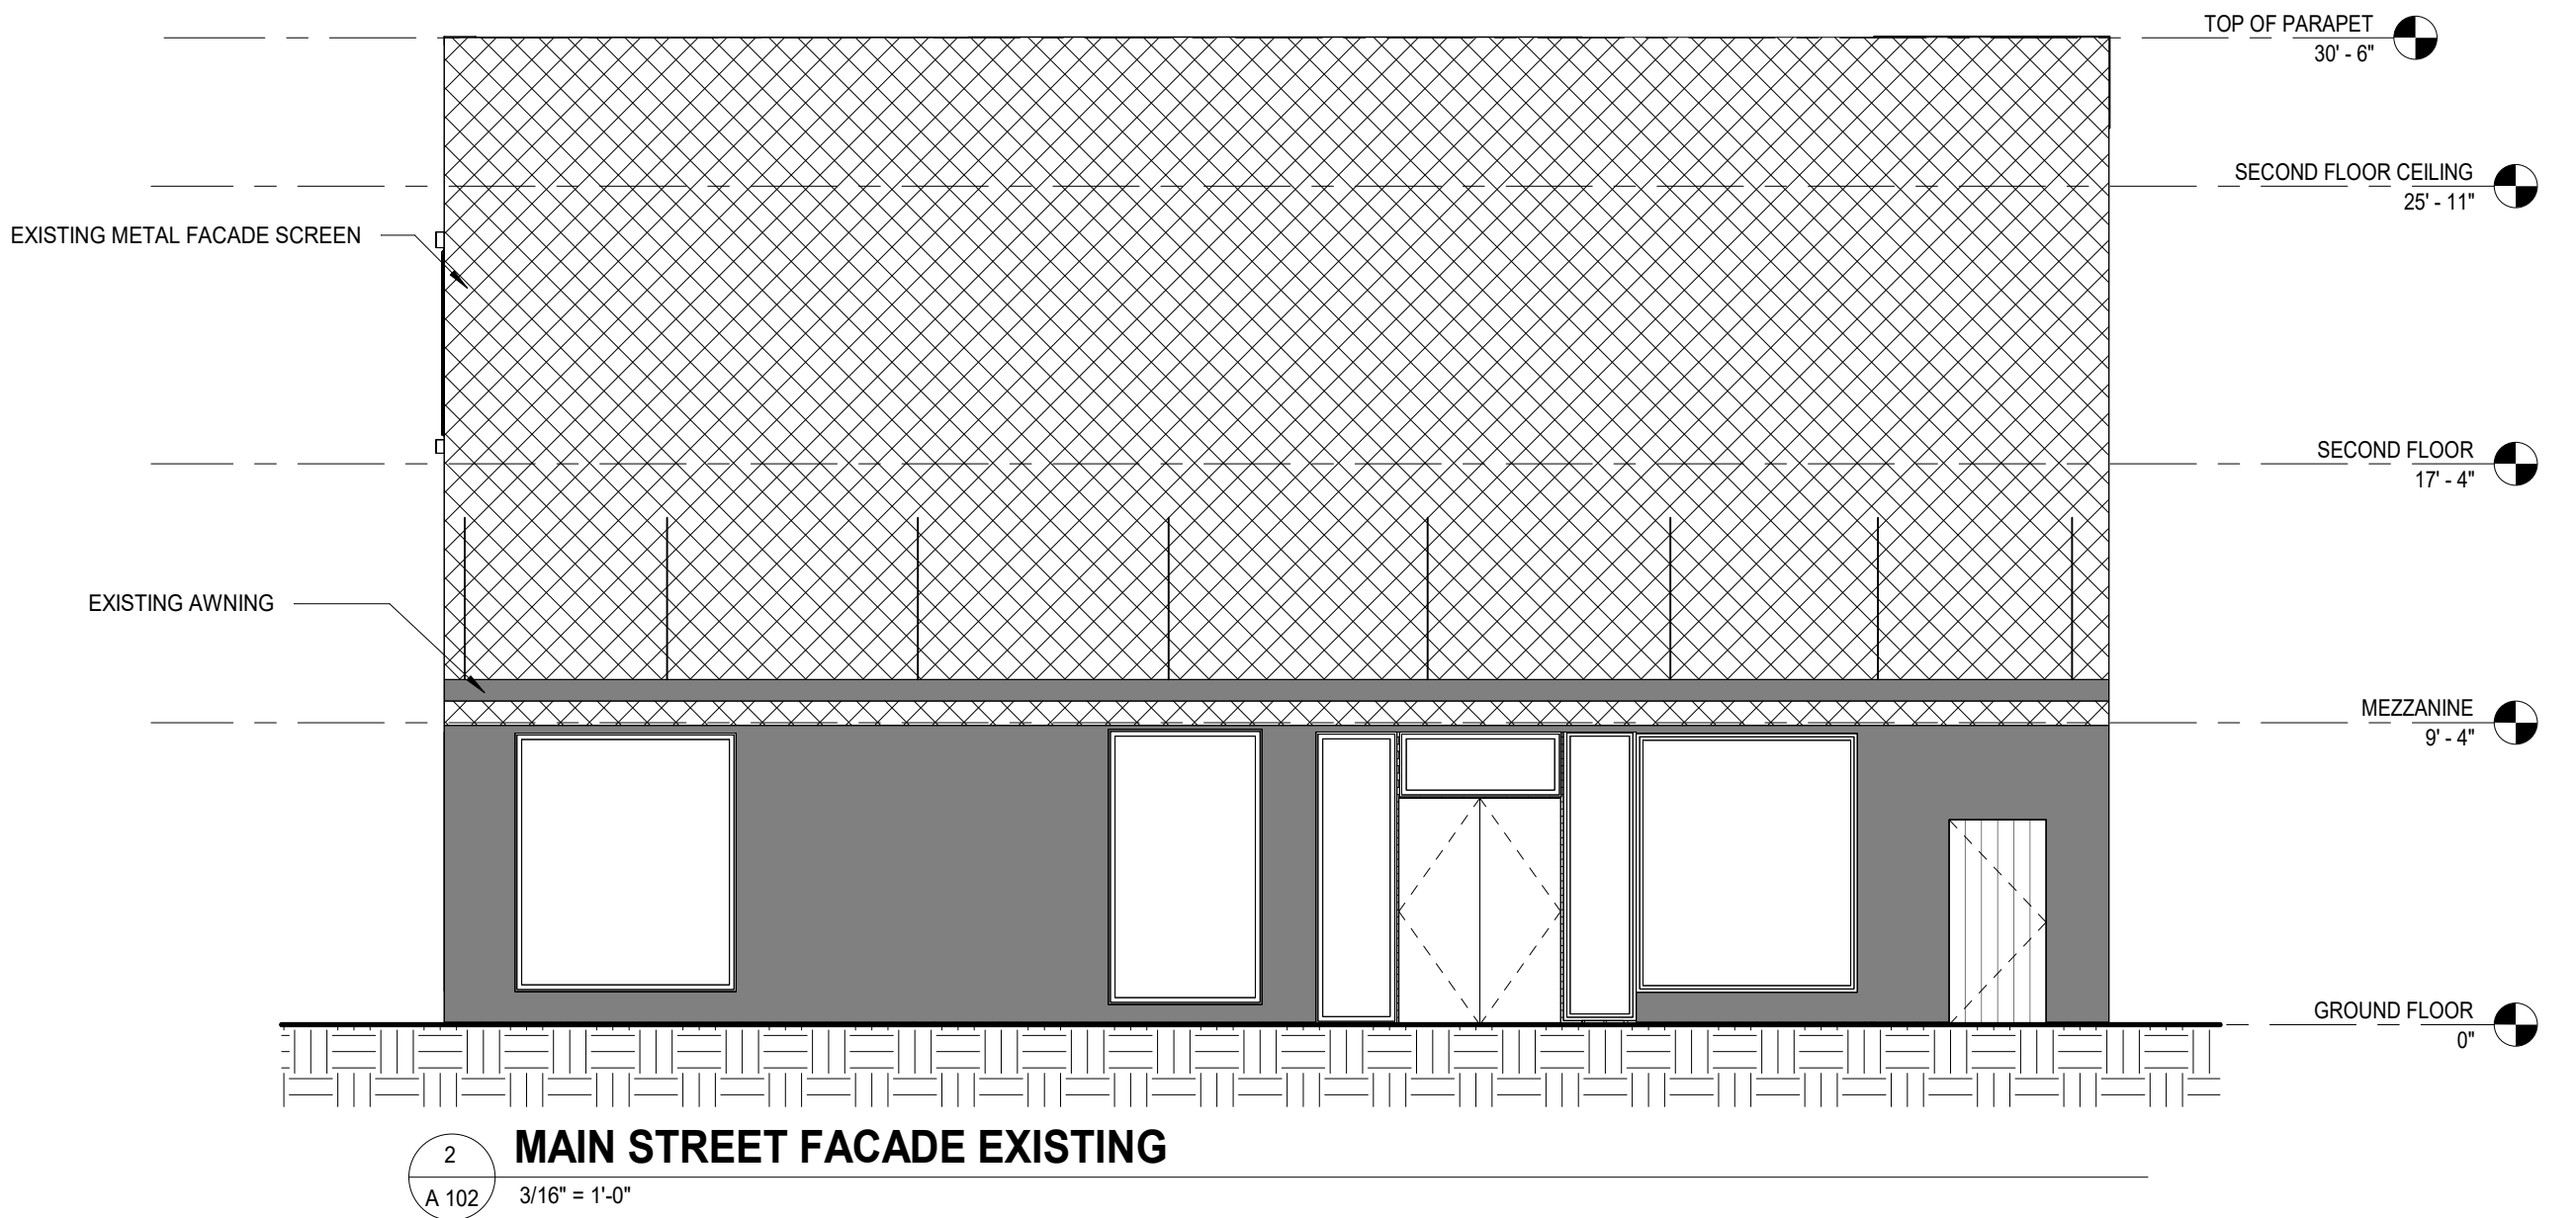 TOP OF PARAPET
30' - 6"
SECOND FLOOR CEILING
25' - 11"
EXISTING METAL FACADE SCREEN
SECOND FLOOR
17' - 4"
EXISTING AWNING
MEZZANINE
9' - 4"
GROUND FLOOR
0"
2
MAIN STREET FACADE EXISTING
A 102
3/16" = 1'-0"